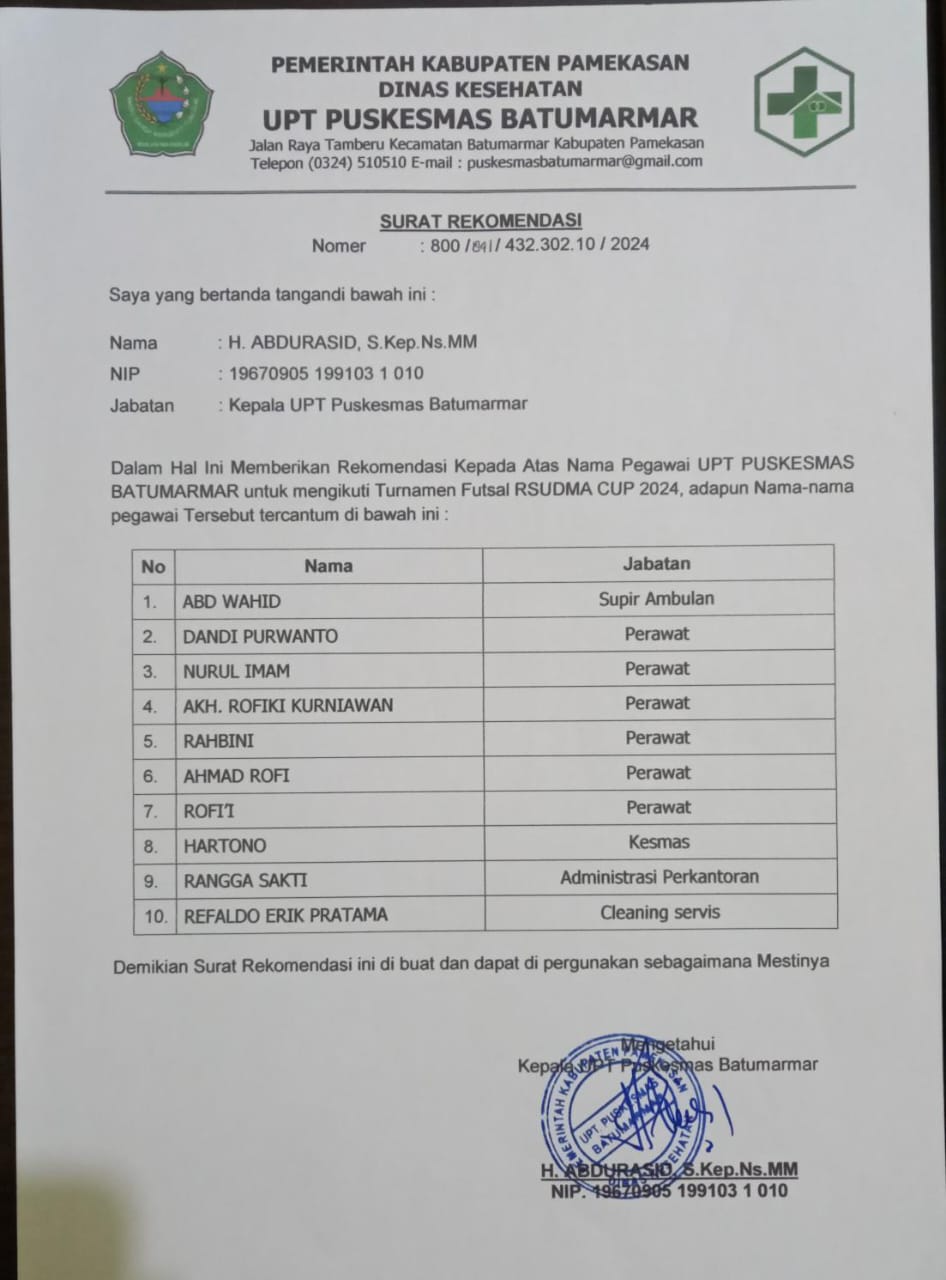 PEMERINTAH KABUPATEN PAMEKASAN
DINAS KESEHATAN
UPT PUSKESMAS BATUMARMAR
Jalan Raya Tamberu Kecamatan Batumarmar Kabupaten Pamekasan
Telepon (0324) 510510 E-mail : puskesmasbatumarmar@gmail.com
SURAT REKOMENDASI
Nomer : 800 / / 432.302.10 / 2024
Saya yang bertanda tangandi bawah ini :
Nama : H. ABDURASID, S.Kep.Ns.MM
NIP : 19670905 199103 1 010
Jabatan : Kepala UPT Puskesmas Batumarmar
Dalam Hal Ini Memberikan Rekomendasi Kepada Atas Nama Pegawai UPT PUSKESMAS
BATUMARMAR untuk mengikuti Turnamen Futsal RSUDMA CUP 2024, adapun Nama-nama
pegawai Tersebut tercantum di bawah ini :
No Nama Jabatan
1. ABD WAHID Supir Ambulan
2. DANDI PURWANTO Perawat
3. NURUL IMAM Perawat
4. AKH. ROFIKI KURNIAWAN Perawat
5. RAHBINI Perawat
6. AHMAD ROFI Perawat
7. ROFI'I Perawat
8. HARTONO Kesmas
9. RANGGA SAKTI Administrasi Perkantoran
10. REFALDO ERIK PRATAMA Cleaning servis
Demikian Surat Rekomendasi ini di buat dan dapat di pergunakan sebagaimana Mestinya
Mengetahui
Kepala UPT Puskesmas Batumarmar
PEMERINTAH KABUPATEN PAMEKASAN
UPT PUSKESMAS
BATUMARMAR
DINAS KESEHATAN
H. ABDURASID, S.Kep.Ns.MM
NIP. 19670905 199103 1 010